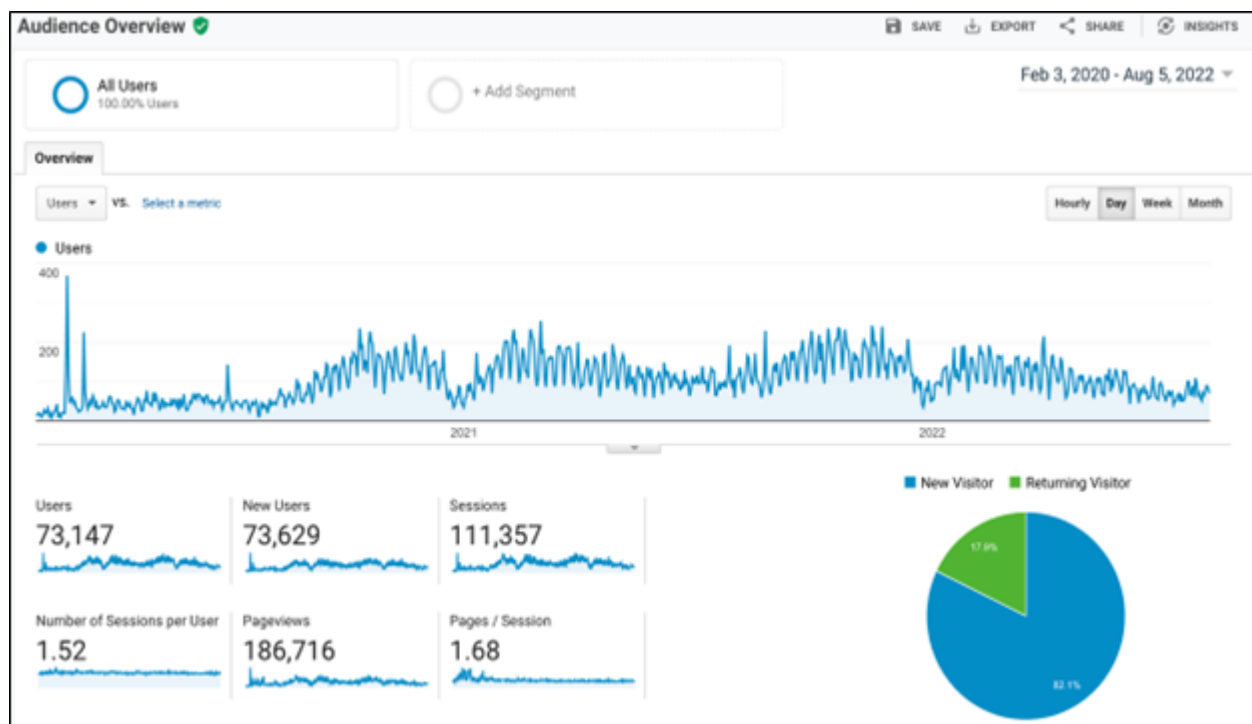 Audience Overview
SAVE EXPORT SHARE INSIGHTS
All Users
100.00% Users
+ Add Segment
Feb 3, 2020 - Aug 5, 2022
Overview
Users VS. Select a metric
Hourly Day Week Month
Users
400
200
2021 2022
New Visitor Returning Visitor
Users New Users Sessions
73,147 73,629 111,357
Number of Sessions per User Pageviews Pages / Session
1.52 186,716 1.68
17.9%
82.1%